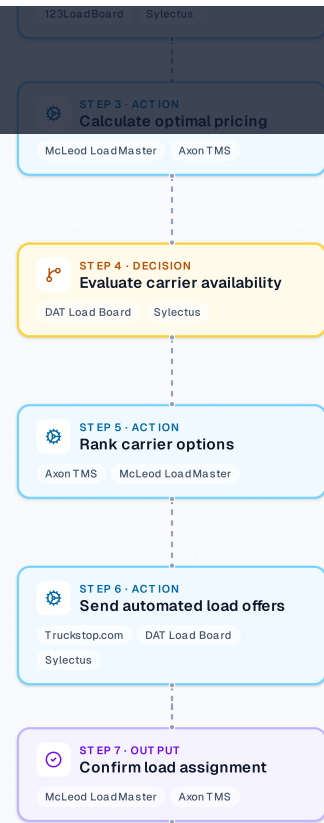 123LoadBoard Sylectus
STEP 3 · ACTION
Calculate optimal pricing
McLeod LoadMaster Axon TMS
STEP 4 · DECISION
Evaluate carrier availability
DAT Load Board Sylectus
STEP 5 · ACTION
Rank carrier options
Axon TMS McLeod LoadMaster
STEP 6 · ACTION
Send automated load offers
Truckstop.com DAT Load Board
Sylectus
STEP 7 · OUTPUT
Confirm load assignment
McLeod LoadMaster Axon TMS